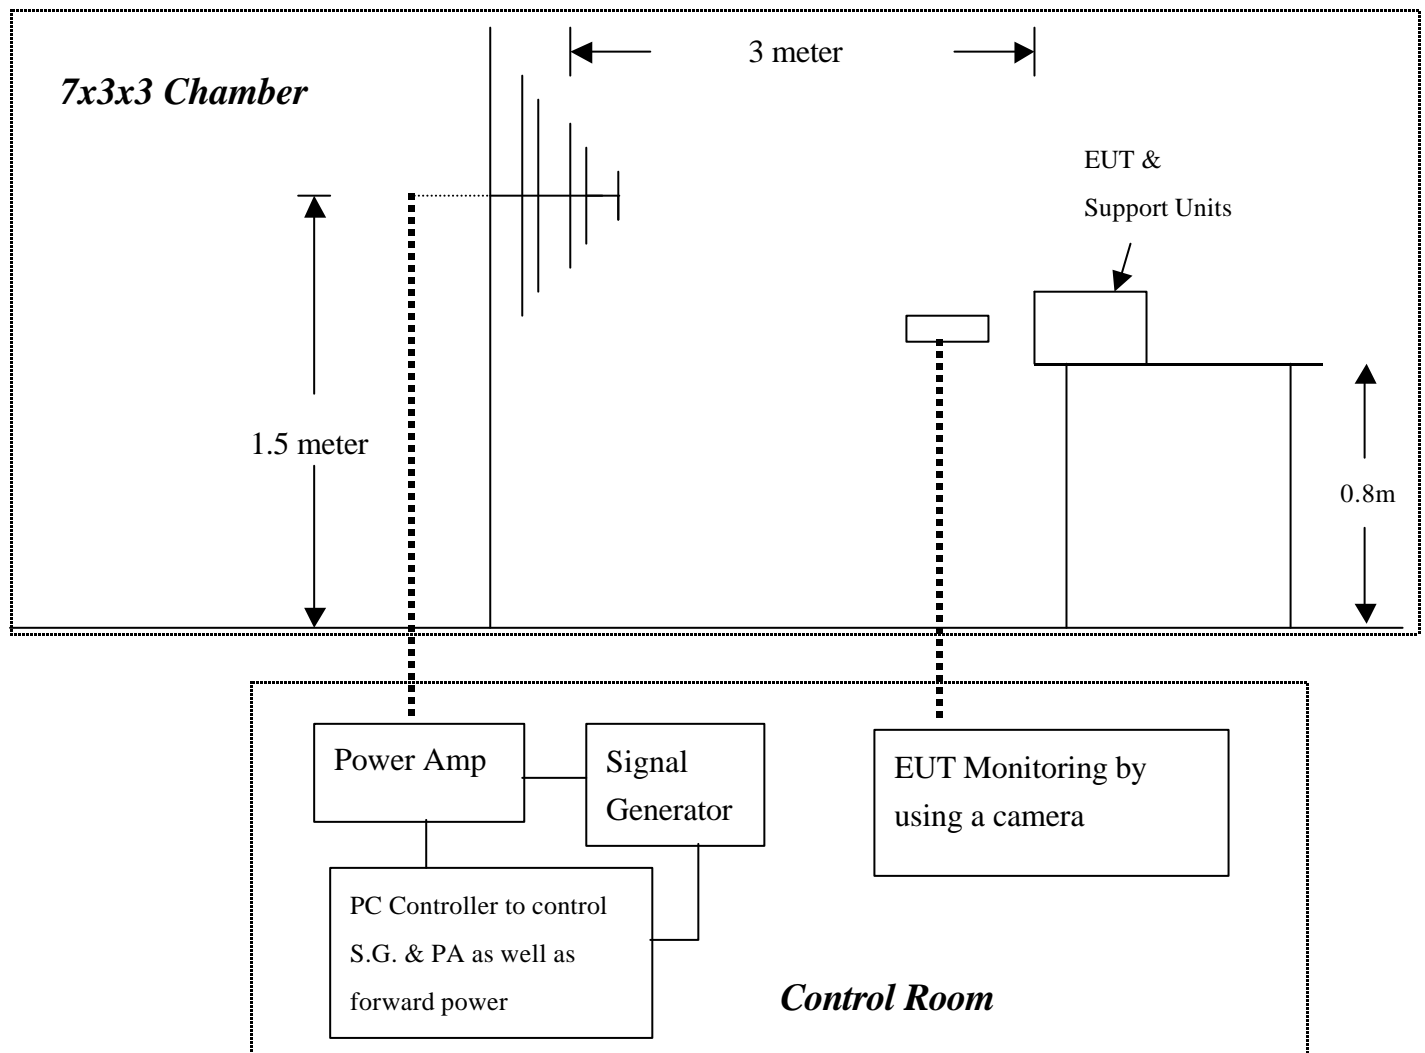 3 meter
7x3x3 Chamber
EUT &
Support Units
1.5 meter
0.8m
Power Amp
Signal
Generator
EUT Monitoring by
using a camera
PC Controller to control
S.G. & PA as well as
forward power
Control Room